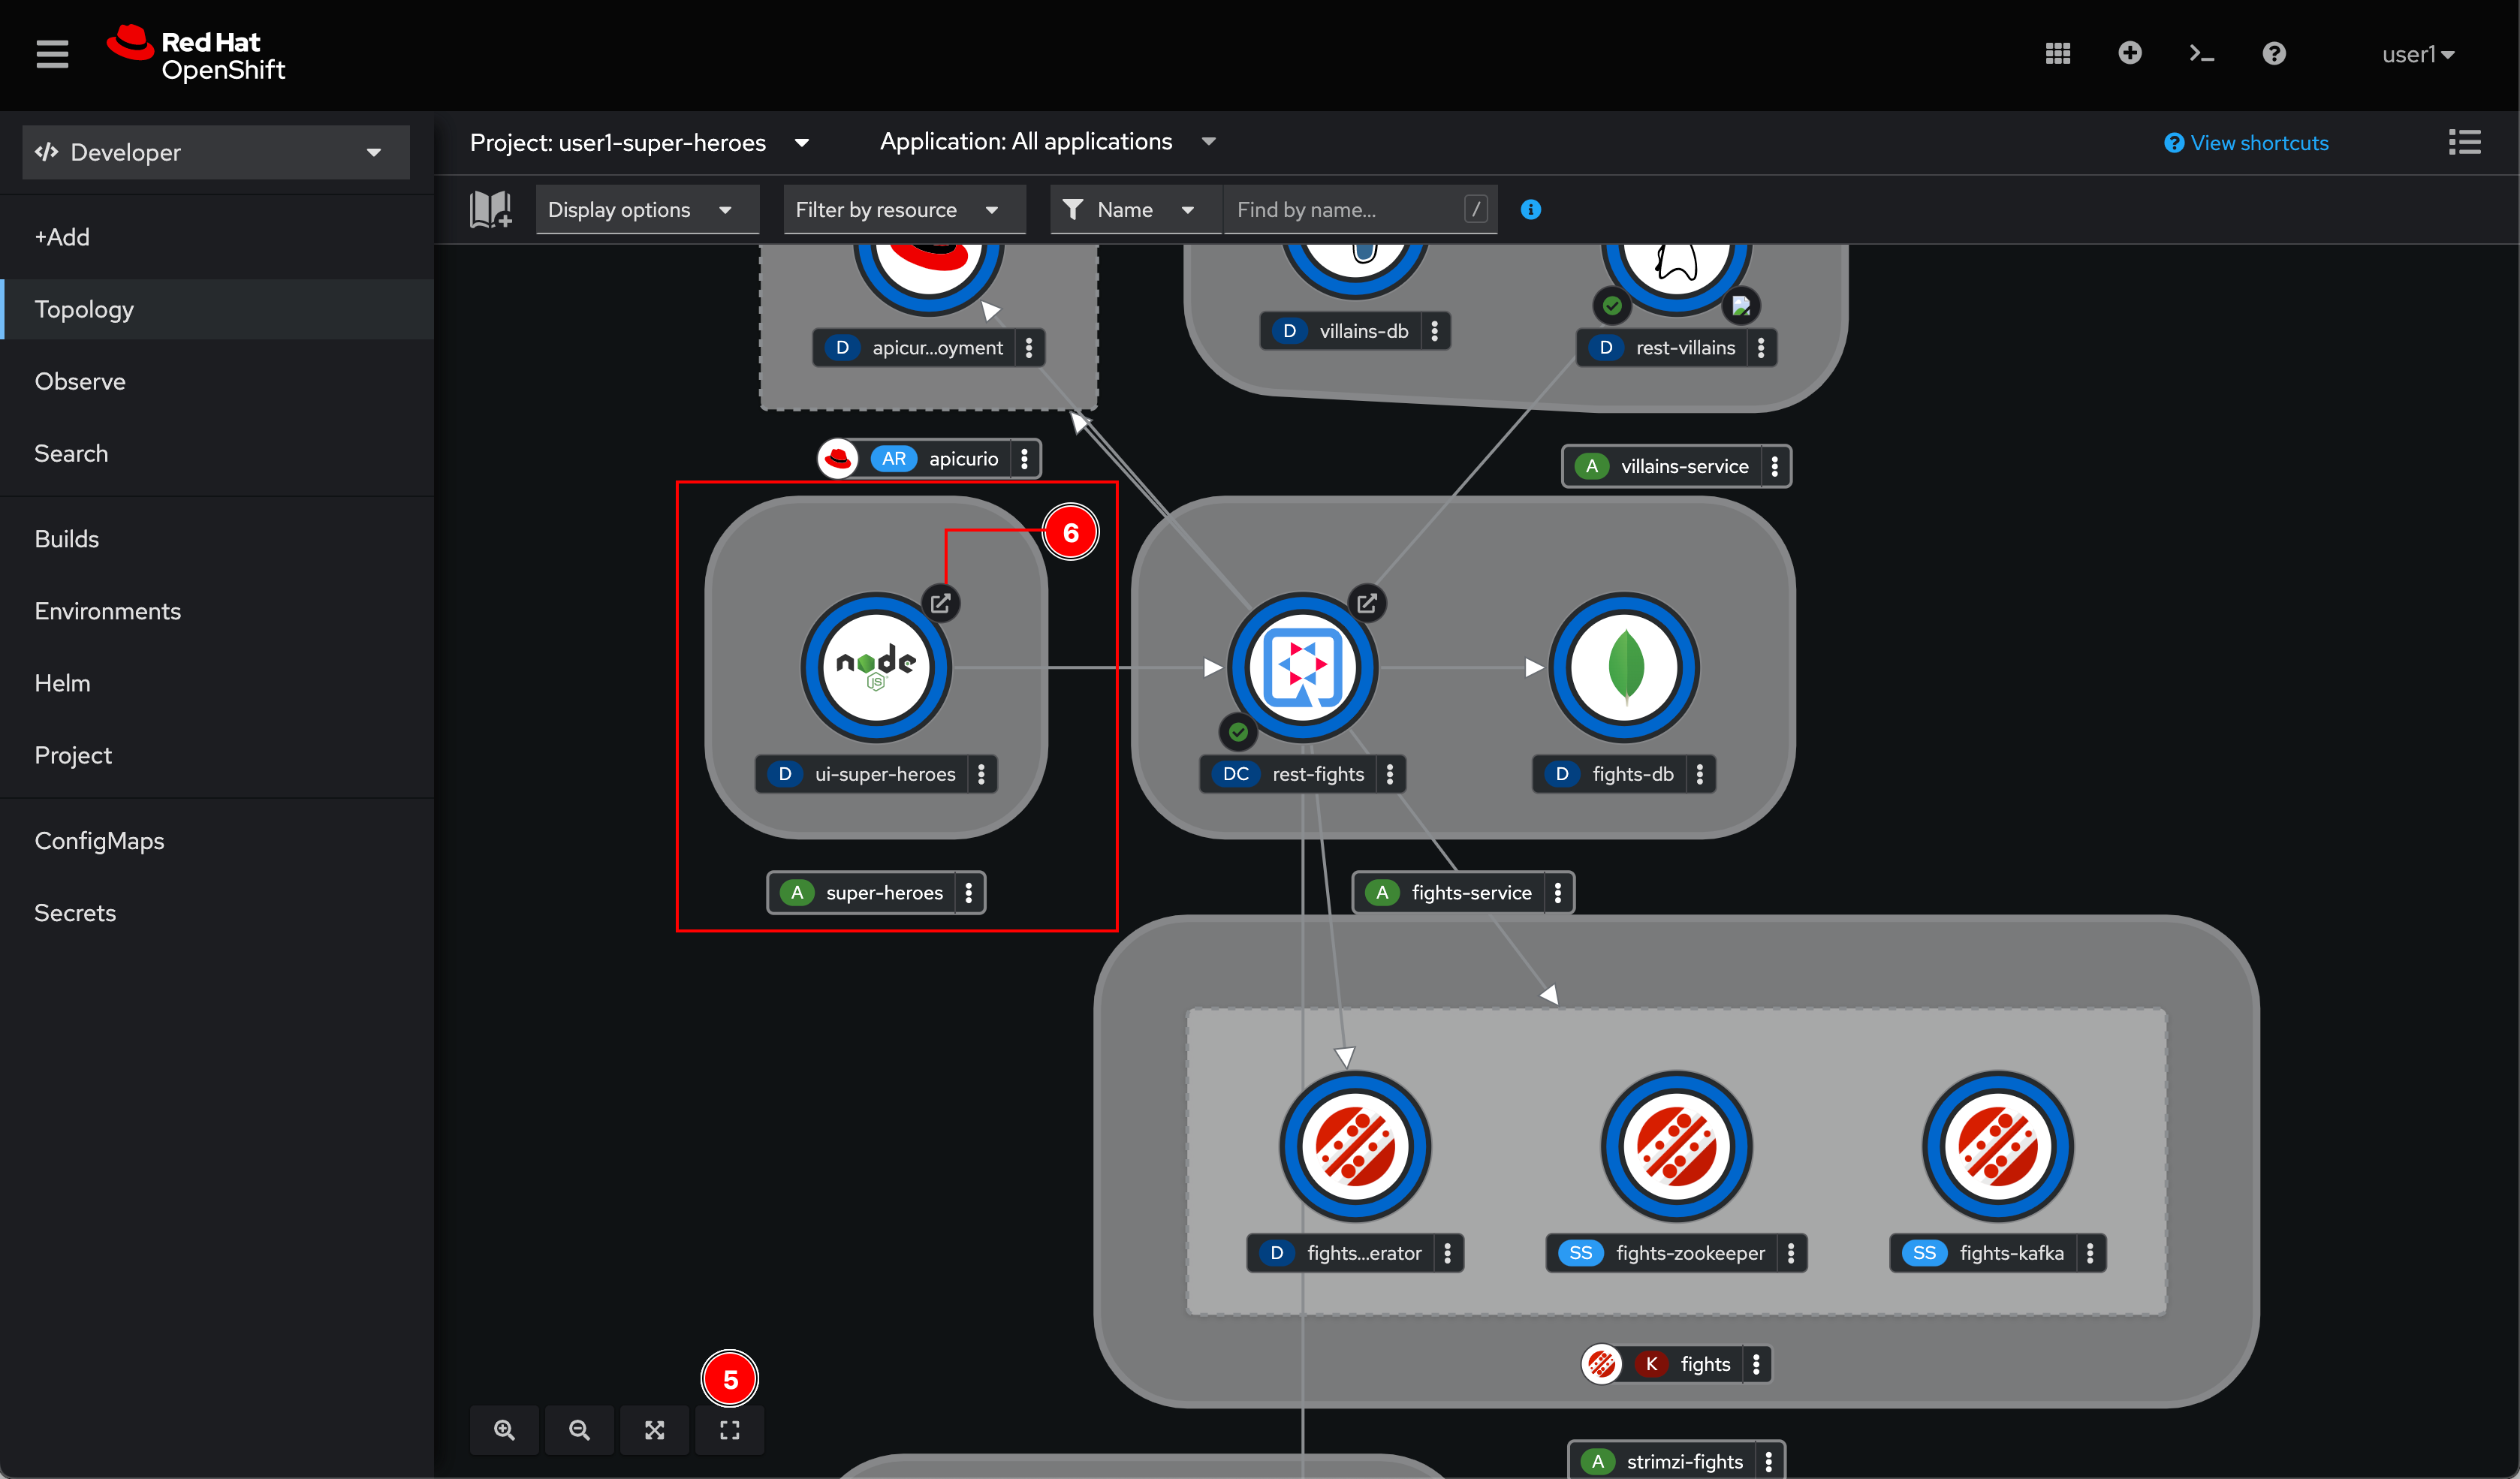 Red Hat
OpenShift
user1
Developer
Project: user1-super-heroes
Application: All applications
View shortcuts
Display options
Filter by resource
Name
Find by name...
/
+Add
Topology
Observe
Search
Builds
Environments
Helm
Project
ConfigMaps
Secrets
D apicur...oyment
D villains-db
D rest-villains
AR apicurio
A villains-service
6
node
JS
D ui-super-heroes
DC rest-fights
D fights-db
A super-heroes
A fights-service
D fights...erator
SS fights-zookeeper
SS fights-kafka
K fights
5
A strimzi-fights